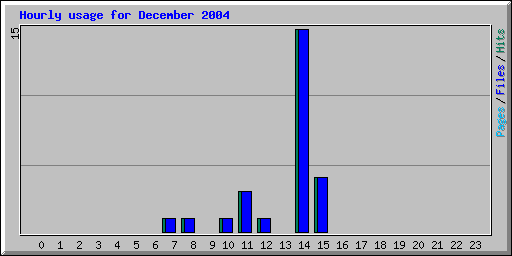 Hourly usage for December 2004
15
Pages/Files/Hits
0 1 2 3 4 5 6 7 8 9 10 11 12 13 14 15 16 17 18 19 20 21 22 23